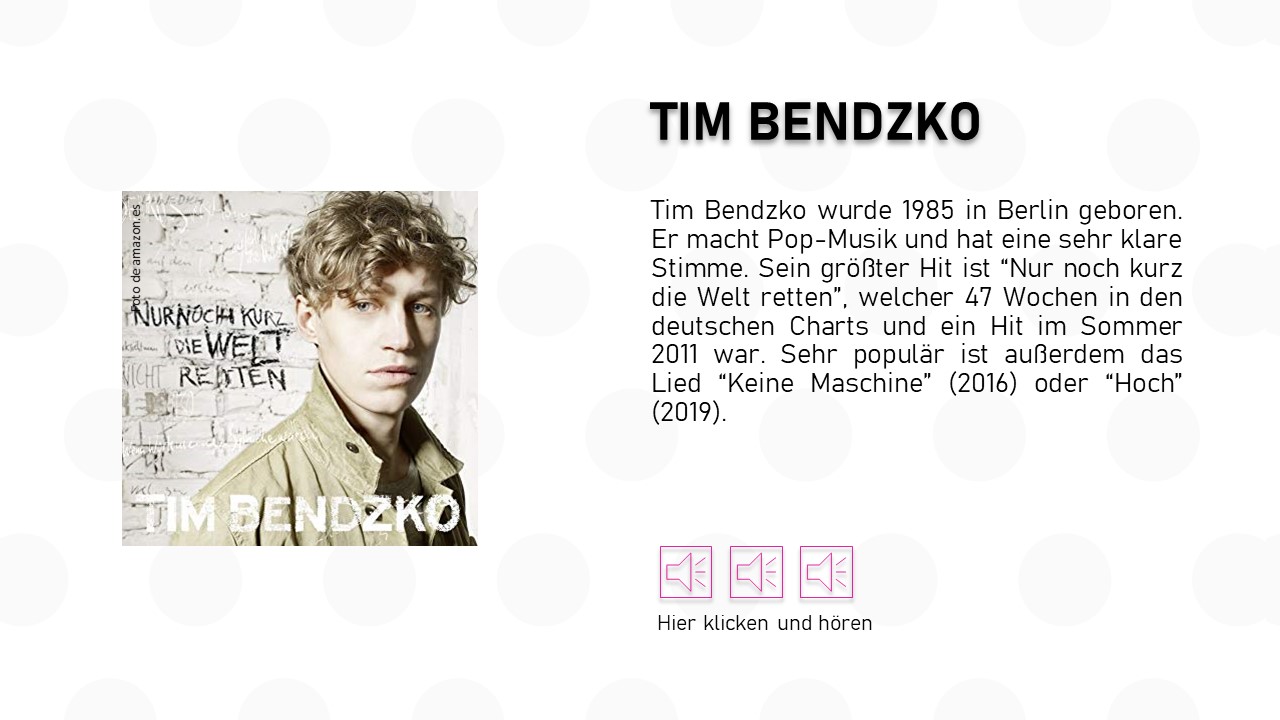 TIM BENDZKO
Tim Bendzko wurde 1985 in Berlin geboren.
Er macht Pop-Musik und hat eine sehr klare
Stimme. Sein größter Hit ist “Nur noch kurz
die Welt retten”, welcher 47 Wochen in den
deutschen Charts und ein Hit im Sommer
2011 war. Sehr populär ist außerdem das
Lied “Keine Maschine” (2016) oder “Hoch”
(2019).
Foto de amazon.es
NUR NOCH KURZ
DIE WELT
RETTEN
NICHT
TIM BENDZKO
Hier klicken und hören